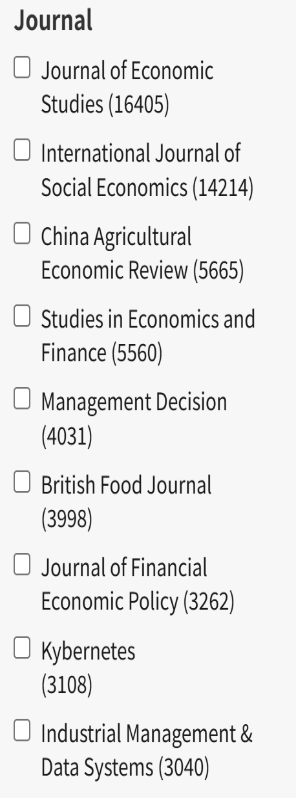 Journal
Journal of Economic
Studies (16405)
International Journal of
Social Economics (14214)
China Agricultural
Economic Review (5665)
Studies in Economics and
Finance (5560)
Management Decision
(4031)
British Food Journal
(3998)
Journal of Financial
Economic Policy (3262)
Kybernetes
(3108)
Industrial Management &
Data Systems (3040)